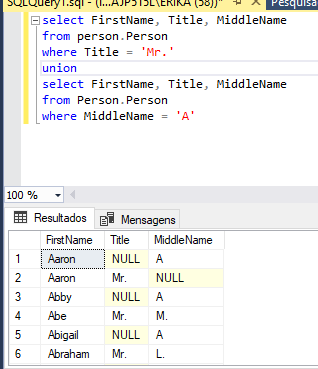 SQLQuery1.sql - (l...AJP515L\ERIKA (58))* Pesquisa
select FirstName, Title, MiddleName
from person.Person
where Title = 'Mr.'
union
select FirstName, Title, MiddleName
from Person.Person
where MiddleName = 'A'
100 %
Resultados Mensagens
FirstName Title MiddleName
1 Aaron NULL A
2 Aaron Mr. NULL
3 Abby NULL A
4 Abe Mr. M.
5 Abigail NULL A
6 Abraham Mr. L.